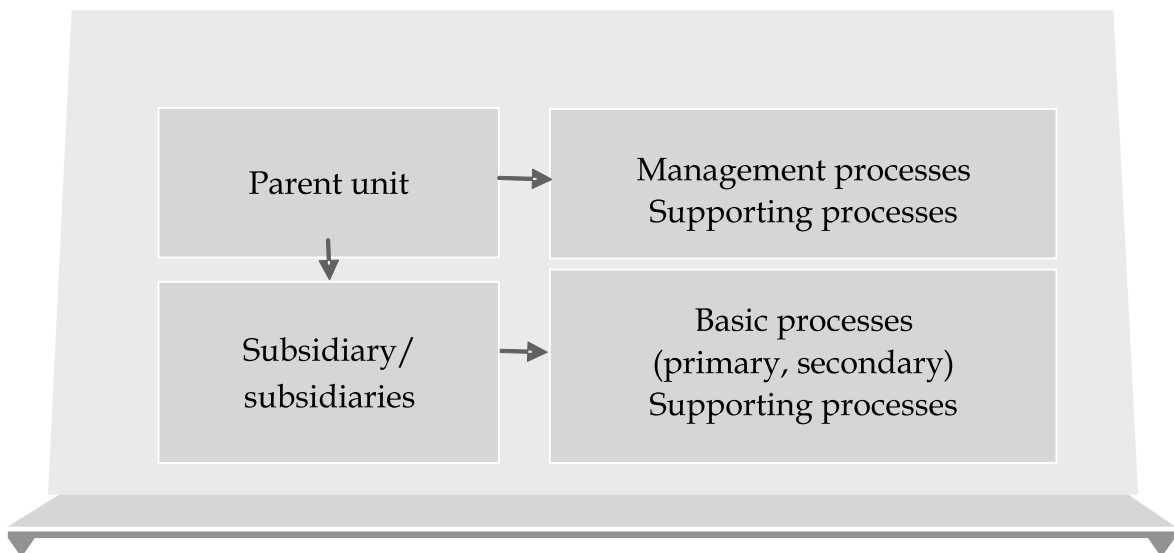 Parent unit
Management processes
Supporting processes
Subsidiary/
subsidiaries
Basic processes
(primary, secondary)
Supporting processes